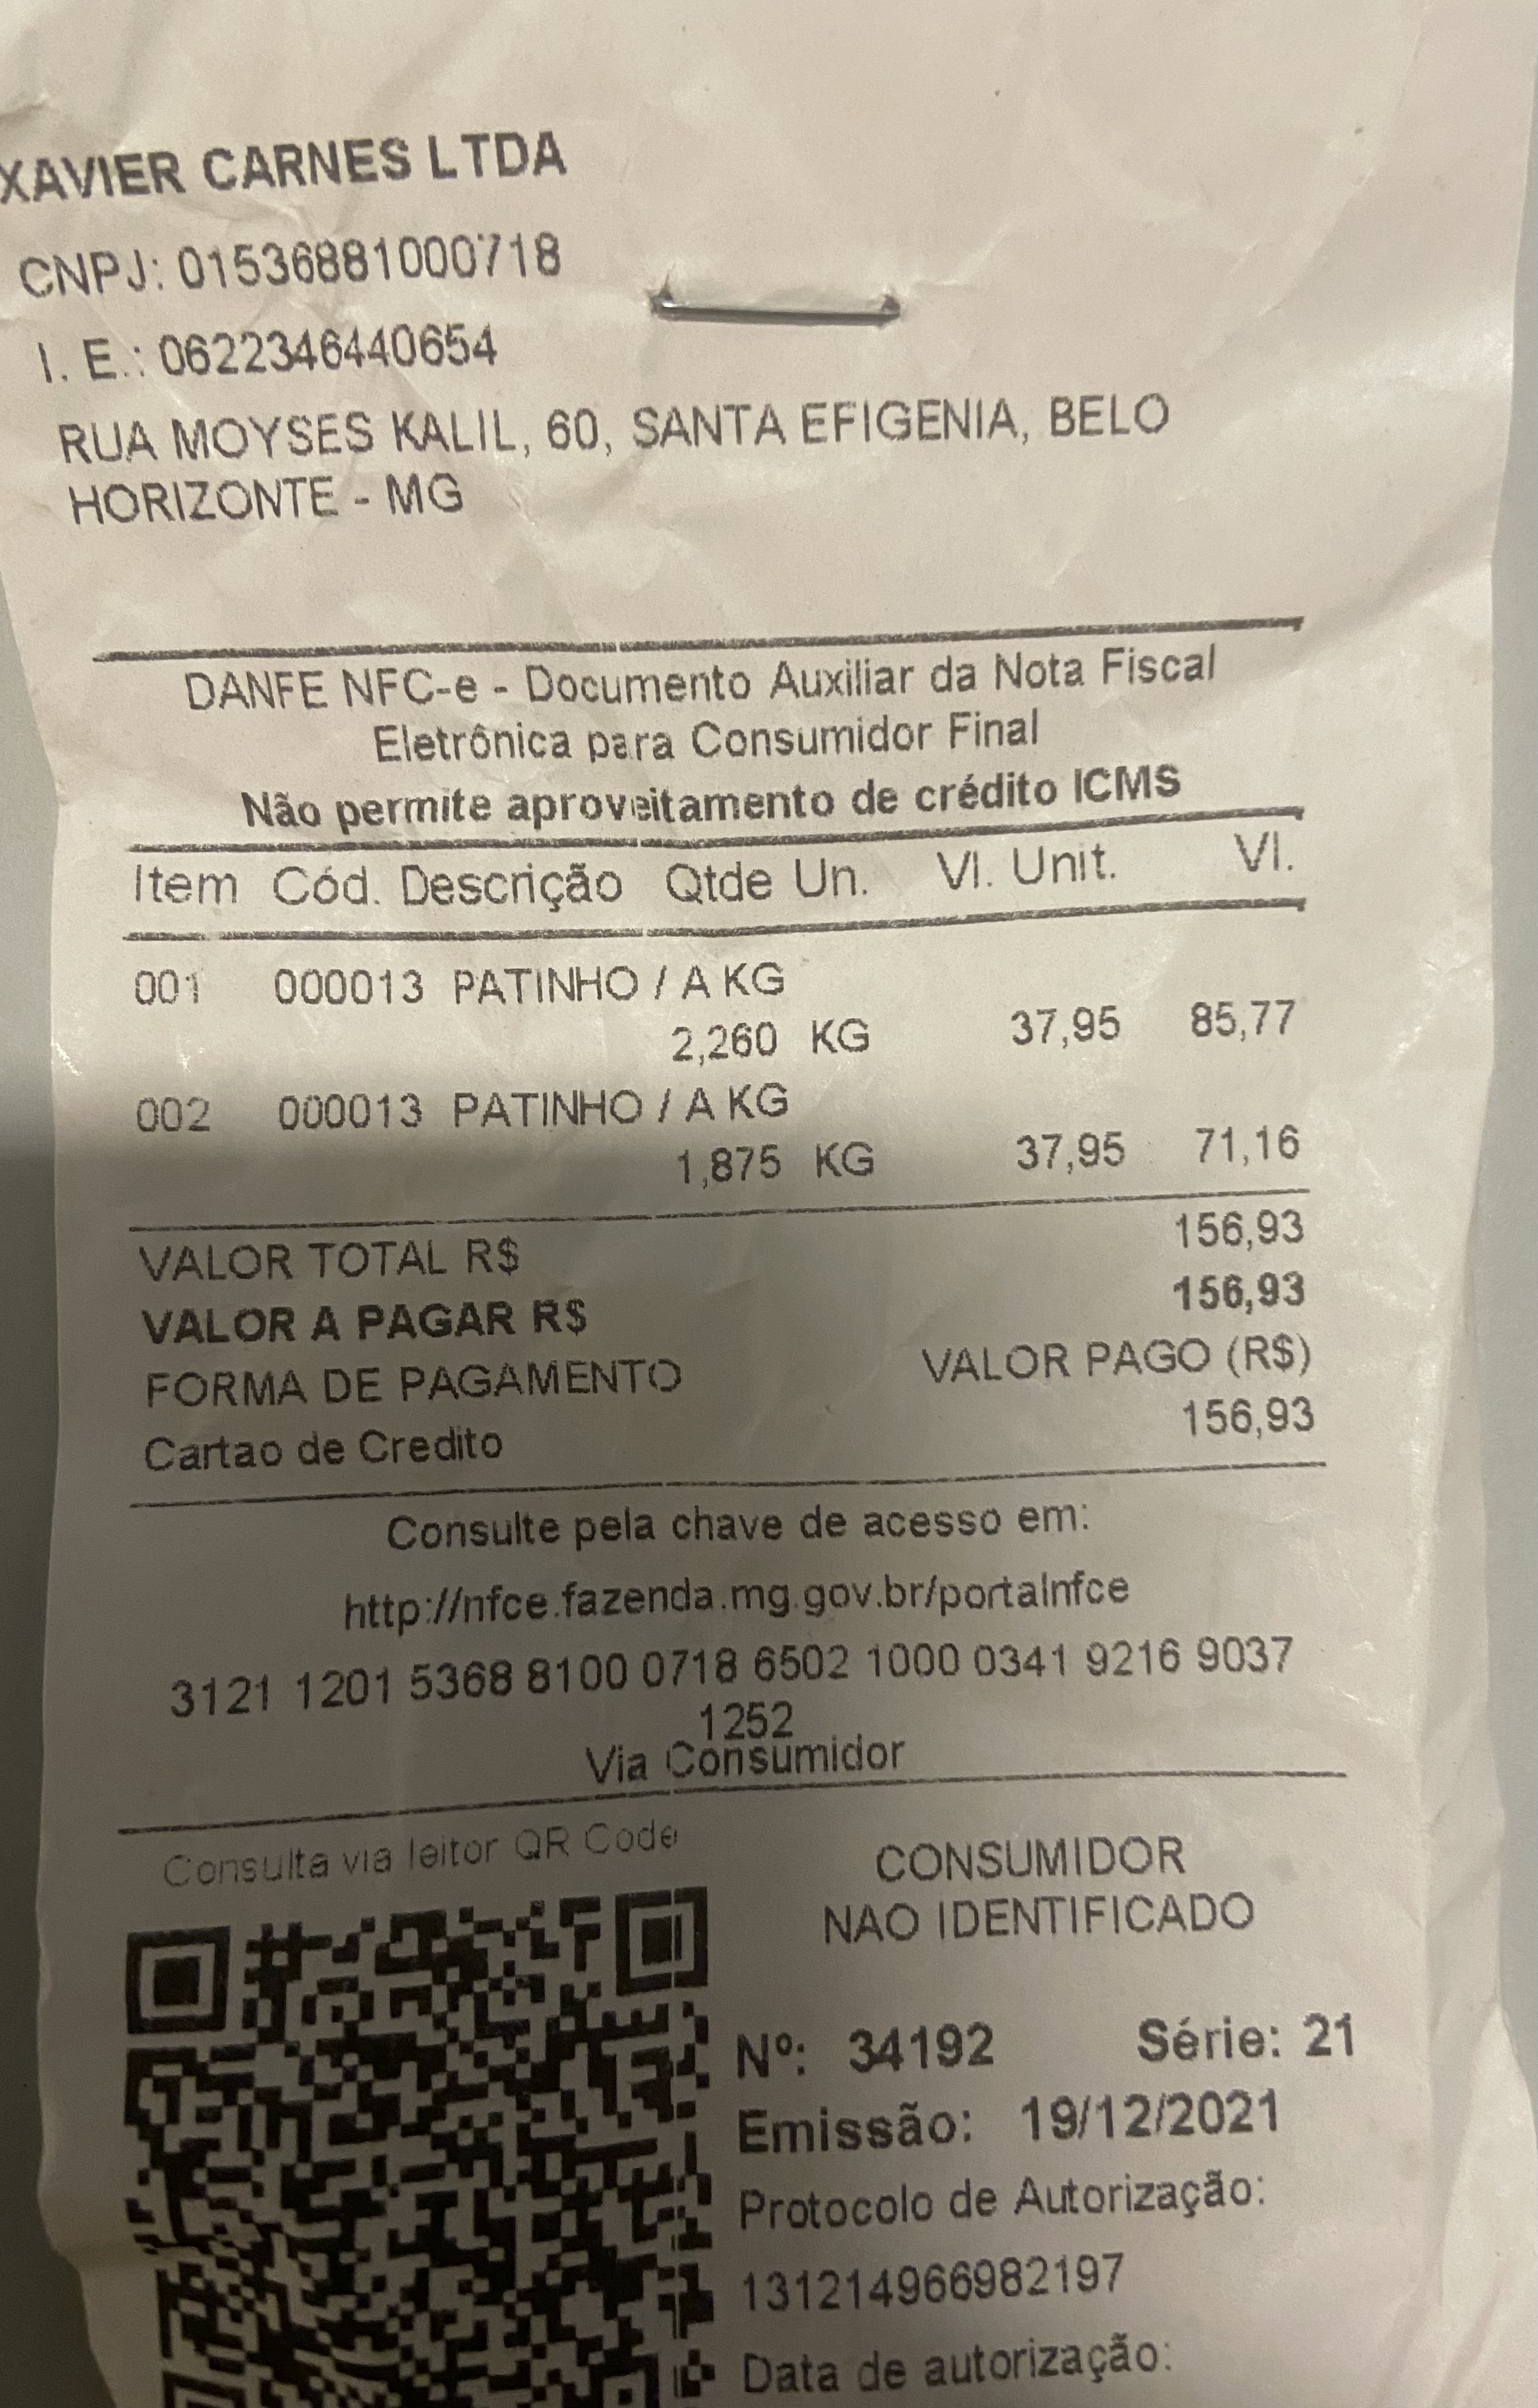 XAVIER CARNES LTDA
CNPJ: 01536881000718
I. E.: 0622346440654
RUA MOYSES KALIL, 60, SANTA EFIGENIA, BELO
HORIZONTE - MG
DANFE NFC-e - Documento Auxiliar da Nota Fiscal
Eletrônica para Consumidor Final
Não permite aproveitamento de crédito ICMS
Item Cód. Descrição Qtde Un. Vl. Unit. Vl.
001 000013 PATINHO / A KG
2,260 KG 37,95 85,77
002 000013 PATINHO / A KG
1,875 KG 37,95 71,16
VALOR TOTAL R$ 156,93
VALOR A PAGAR R$ 156,93
FORMA DE PAGAMENTO VALOR PAGO (R$)
Cartao de Credito 156,93
Consulte pela chave de acesso em:
http://nfce.fazenda.mg.gov.br/portalnfce
3121 1201 5368 8100 0718 6502 1000 0341 9216 9037
1252
Via Consumidor
Consulta via leitor QR Code
CONSUMIDOR
NAO IDENTIFICADO
Nº: 34192 Série: 21
Emissão: 19/12/2021
Protocolo de Autorização:
131214966982197
Data de autorização: